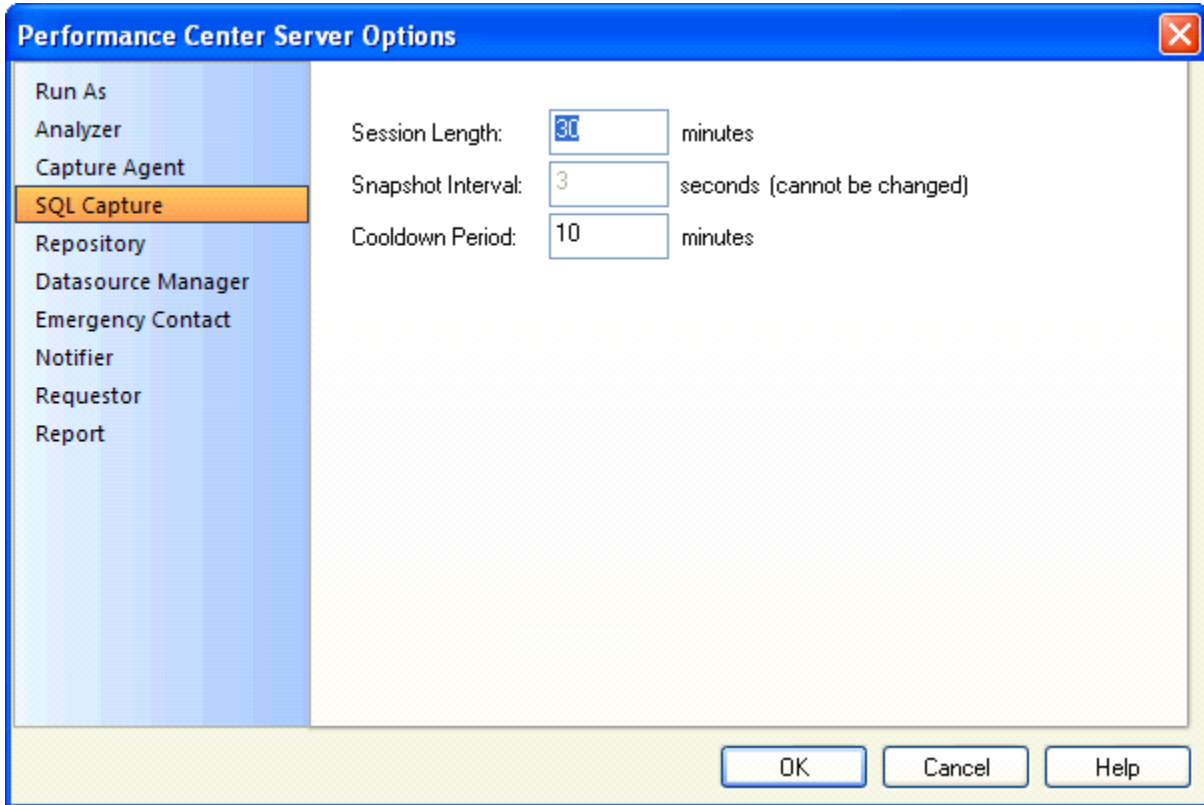 Performance Center Server Options
Run As
Analyzer
Capture Agent
SQL Capture
Repository
Datasource Manager
Emergency Contact
Notifier
Requestor
Report
Session Length: 30 minutes
Snapshot Interval: 3 seconds (cannot be changed)
Cooldown Period: 10 minutes
OK Cancel Help